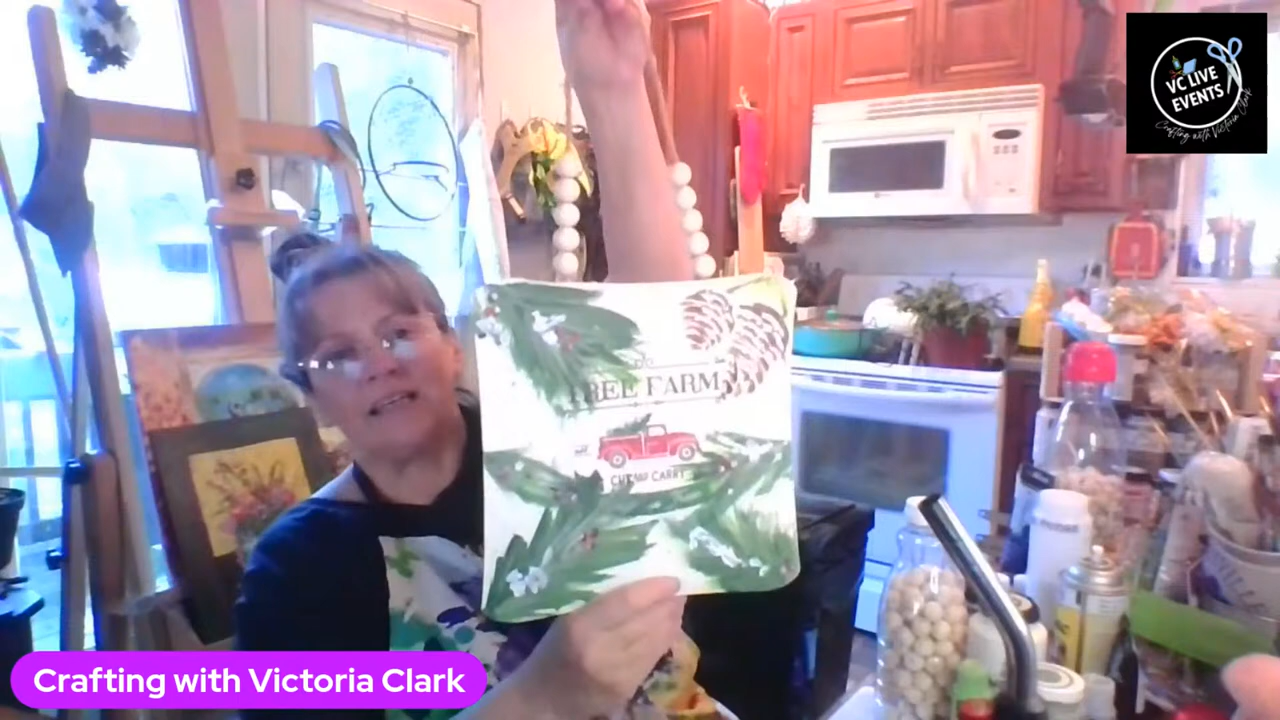 VC LIVE
EVENTS
Crafting with Victoria Clark
TREE FARM
Crafting with Victoria Clark